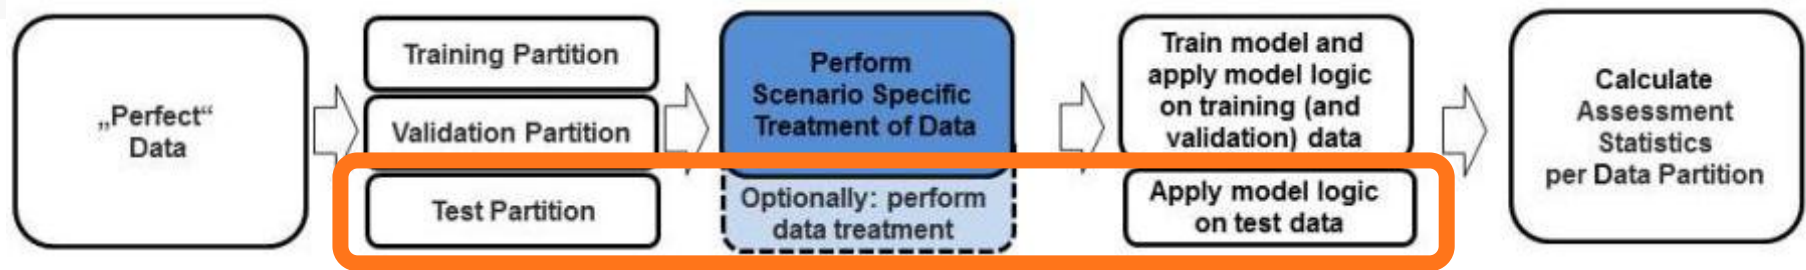 „Perfect“
Data
Training Partition
Validation Partition
Test Partition
Perform
Scenario Specific
Treatment of Data
Optionally: perform
data treatment
Train model and
apply model logic
on training (and
validation) data
Apply model logic
on test data
Calculate
Assessment
Statistics
per Data Partition